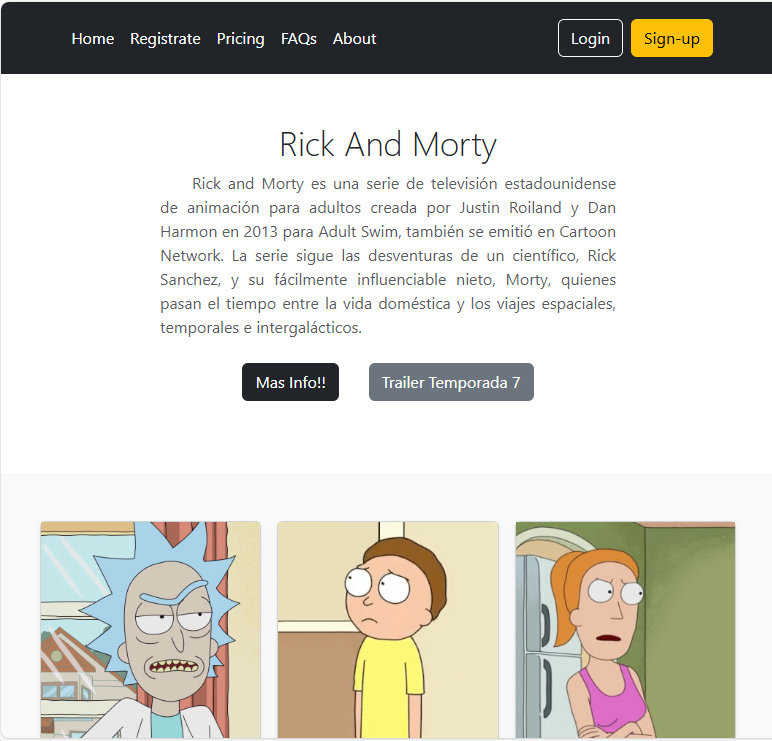 Home Registrate Pricing FAQs About Login Sign-up
Rick And Morty
Rick and Morty es una serie de televisión estadounidense
de animación para adultos creada por Justin Roiland y Dan
Harmon en 2013 para Adult Swim, también se emitió en Cartoon
Network. La serie sigue las desventuras de un científico, Rick
Sanchez, y su fácilmente influenciable nieto, Morty, quienes
pasan el tiempo entre la vida doméstica y los viajes espaciales,
temporales e intergalácticos.
Mas Info!! Trailer Temporada 7